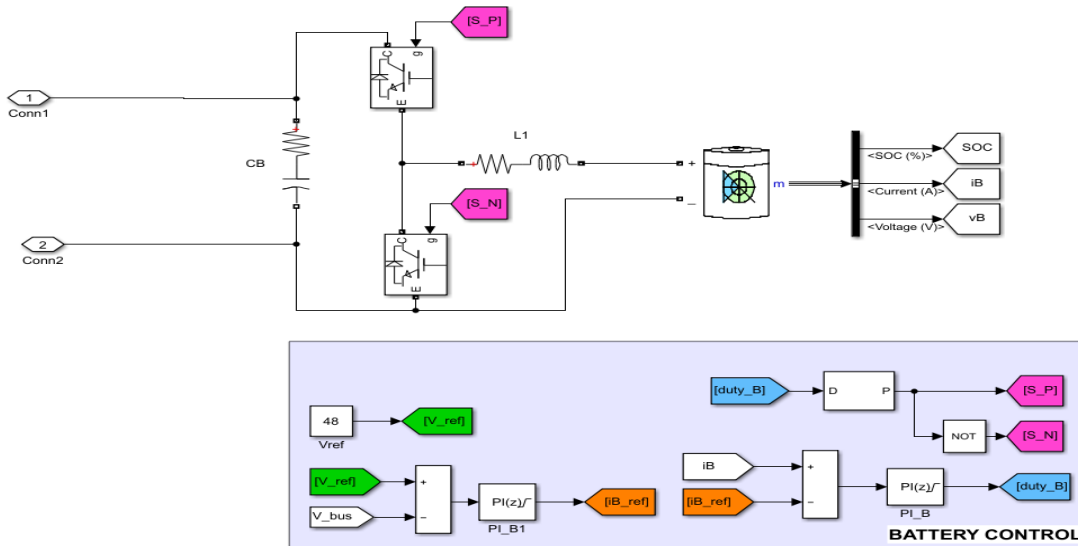 [S_P]
C
g
E
1
Conn1
CB
L1
+
+
_
m
[S_N]
C
g
E
2
Conn2
<SOC (%)>
SOC
<Current (A)>
iB
<Voltage (V)>
vB
48
Vref
[V_ref]
[V_ref]
V_bus
+
−
PI(z)
PI_B1
[iB_ref]
[duty_B]
D
P
[S_P]
NOT
[S_N]
iB
[iB_ref]
+
−
PI(z)
PI_B
[duty_B]
BATTERY CONTROL